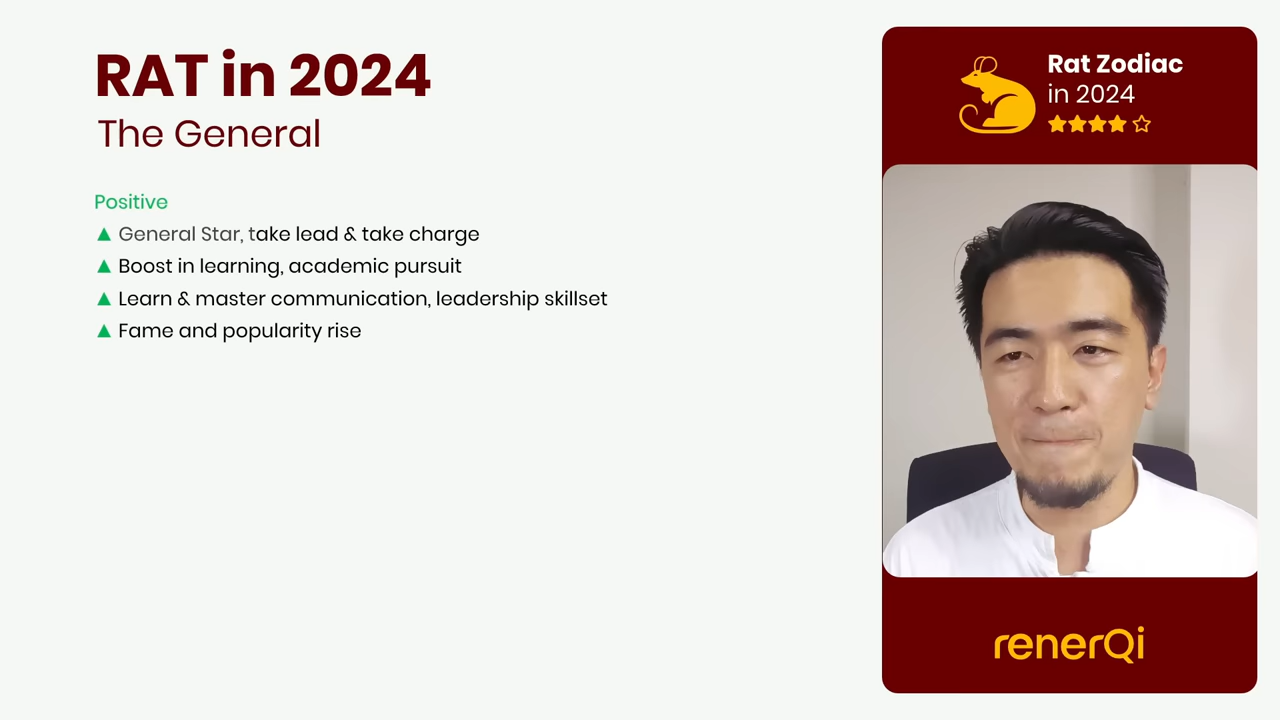 RAT in 2024
The General
Positive
▲ General Star, take lead & take charge
▲ Boost in learning, academic pursuit
▲ Learn & master communication, leadership skillset
▲ Fame and popularity rise
Rat Zodiac
in 2024
renerQi